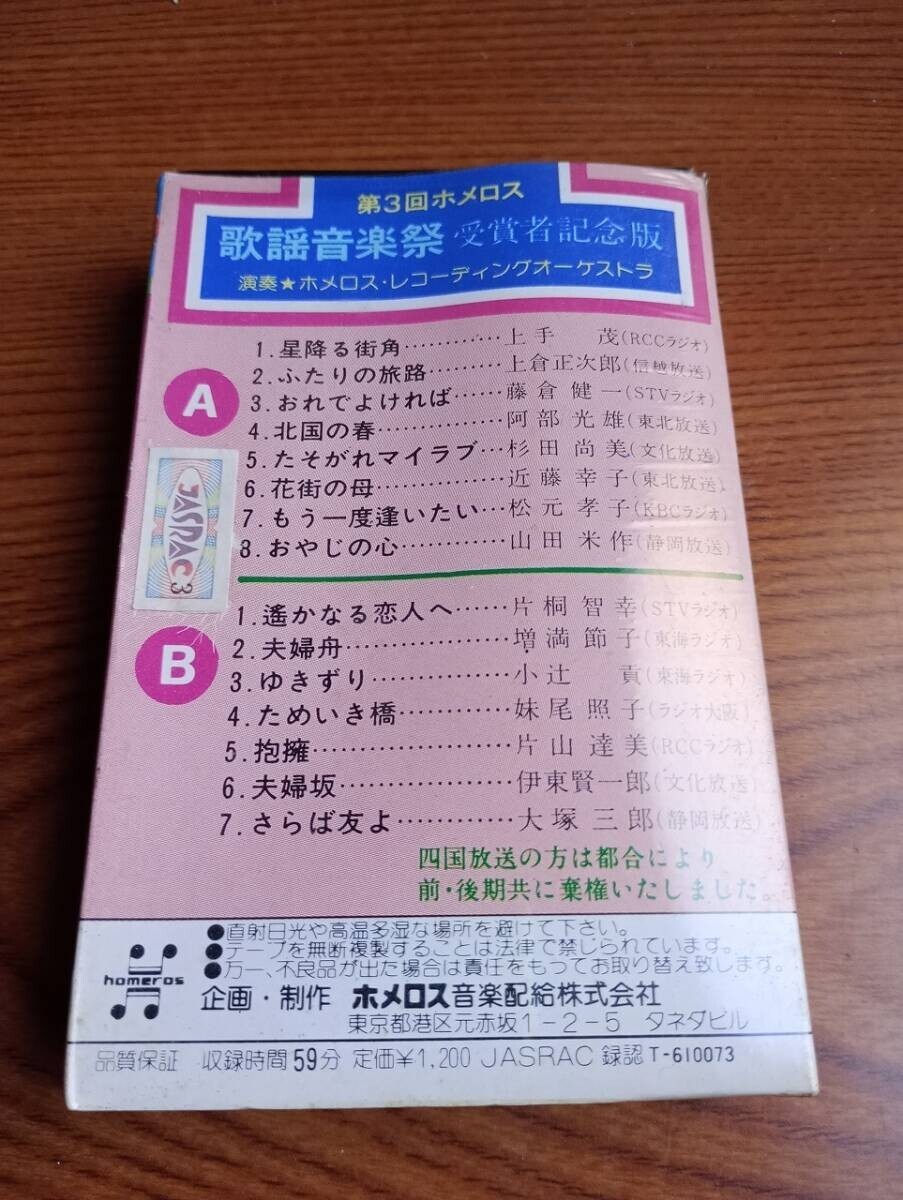 第3回ホメロス
歌謡音楽祭 受賞者記念版
演奏★ホメロス・レコーディングオーケストラ
A
1.星降る街角…………上手 茂(RCCラジオ)
2.ふたりの旅路………上倉正次郎(信越放送)
3.おれでよければ……藤倉健一(STVラジオ)
4.北国の春……………阿部光雄(東北放送)
5.たそがれマイラブ…杉田尚美(文化放送)
6.花街の母……………近藤幸子(東北放送)
7.もう一度逢いたい…松元孝子(KBCラジオ)
8.おやじの心…………山田米作(静岡放送)
JASRAC 3
B
1.遙かなる恋人へ……片桐智幸(STVラジオ)
2.夫婦舟………………増満節子(東海ラジオ)
3.ゆきずり……………小辻 貢(東海ラジオ)
4.ためいき橋…………妹尾照子(ラジオ大阪)
5.抱擁…………………片山達美(RCCラジオ)
6.夫婦坂………………伊東賢一郎(文化放送)
7.さらば友よ…………大塚三郎(静岡放送)
四国放送の方は都合により
前・後期共に棄権いたしました。
●直射日光や高温多湿な場所を避けて下さい。
●テープを無断複製することは法律で禁じられています。
●万一、不良品が出た場合は責任をもってお取り替え致します。
homeros
企画・制作 ホメロス音楽配給株式会社
東京都港区元赤坂1-2-5 タネダビル
品質保証 収録時間59分 定価¥1,200 JASRAC 録認 T-610073